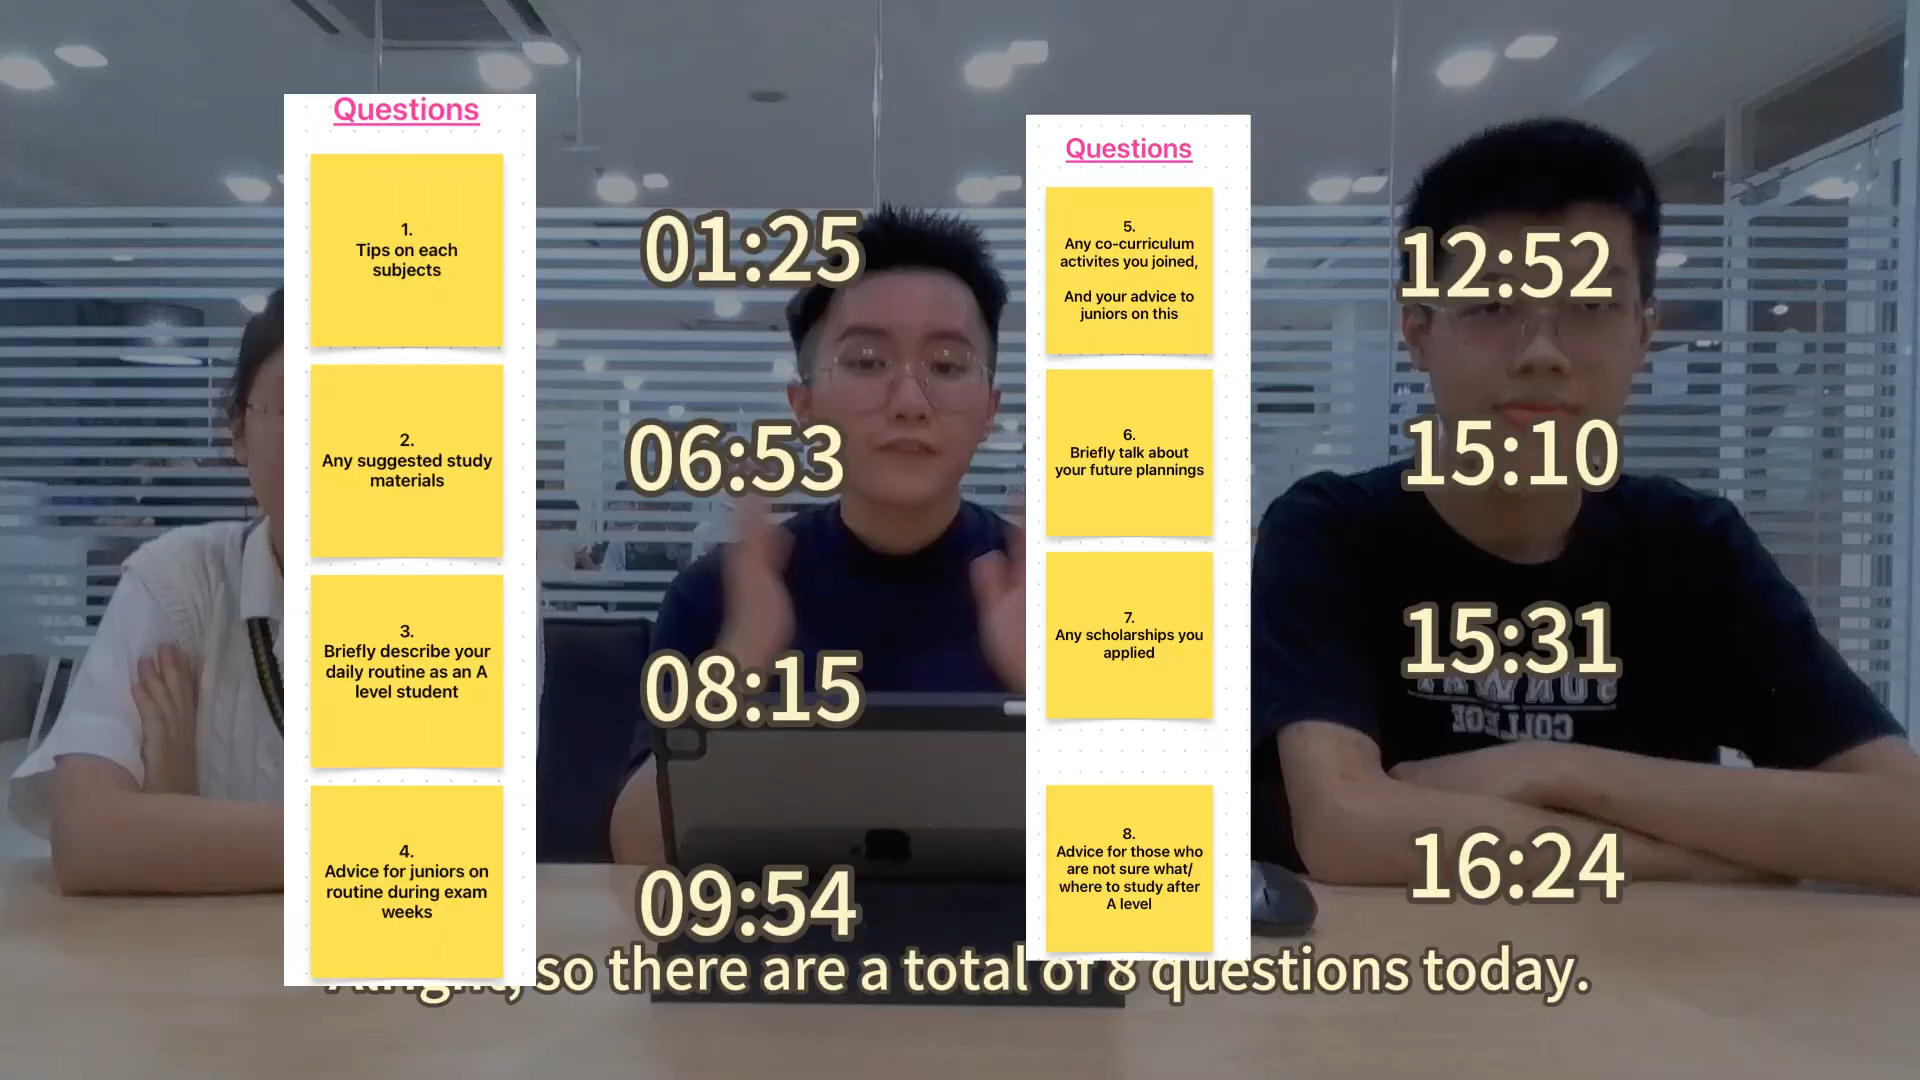 Questions
1.
Tips on each
subjects
01:25
2.
Any suggested study
materials
06:53
3.
Briefly describe your
daily routine as an A
level student
08:15
4.
Advice for juniors on
routine during exam
weeks
09:54
Questions
5.
Any co-curriculum
activites you joined,
And your advice to
juniors on this
12:52
6.
Briefly talk about
your future plannings
15:10
7.
Any scholarships you
applied
15:31
SUNWAY
COLLEGE
8.
Advice for those who
are not sure what/
where to study after
A level
16:24
Alright, so there are a total of 8 questions today.